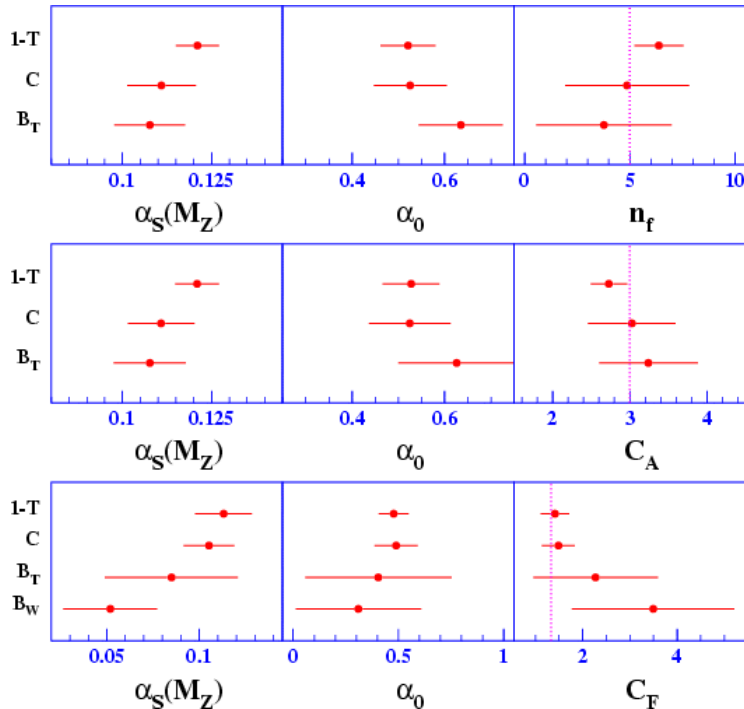 1-T
C
B_T
0.1 0.125 0.4 0.6 0 5 10
α_S(M_Z) α_0 n_f
1-T
C
B_T
0.1 0.125 0.4 0.6 2 3 4
α_S(M_Z) α_0 C_A
1-T
C
B_T
B_W
0.05 0.1 0 0.5 1 2 4
α_S(M_Z) α_0 C_F